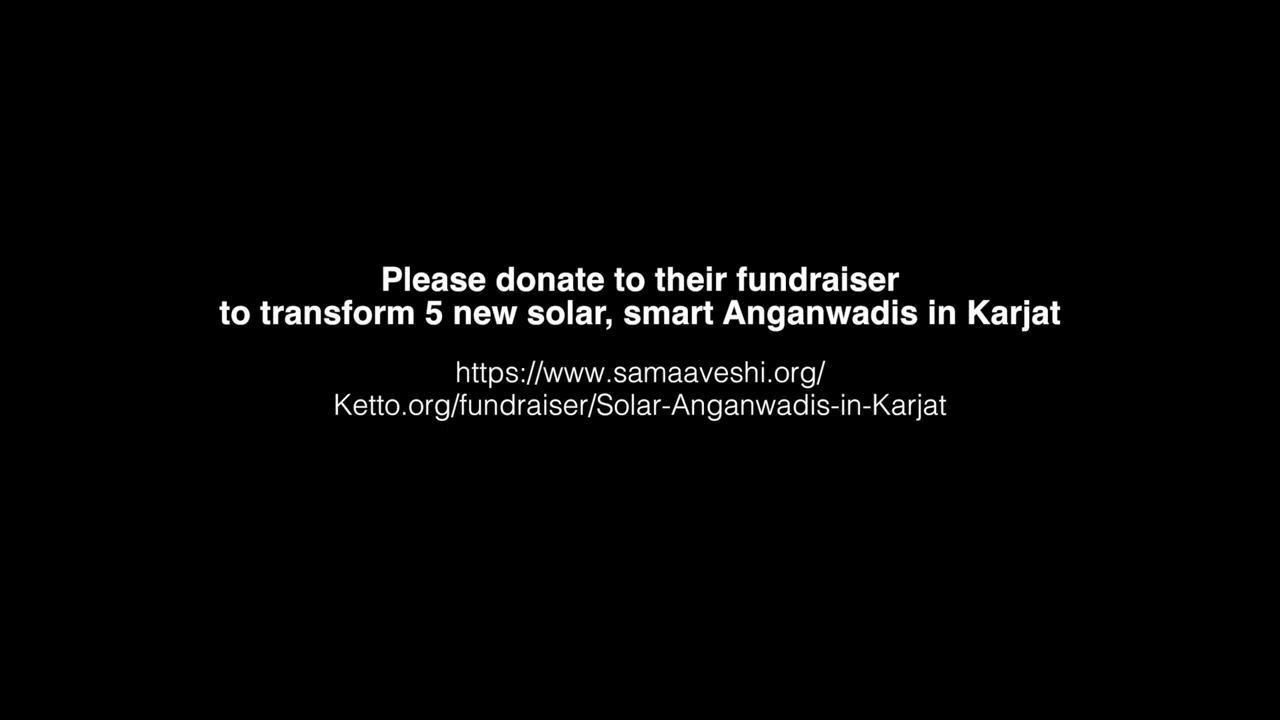 Please donate to their fundraiser
to transform 5 new solar, smart Anganwadis in Karjat
https://www.samaaveshi.org/
Ketto.org/fundraiser/Solar-Anganwadis-in-Karjat